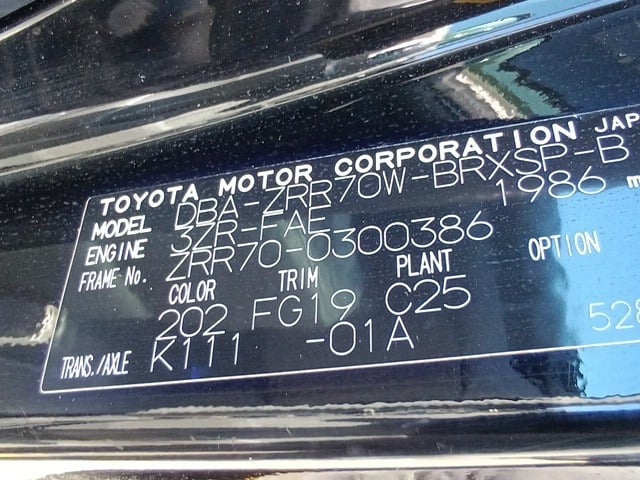 TOYOTA MOTOR CORPORATION JAP
MODEL DBA-ZRR70W-BRXSP-B
ENGINE 3ZR-FAE 1986 m
FRAME No. ZRR70-0300386
COLOR TRIM PLANT OPTION
202 FG19 C25 528
TRANS./AXLE K111 -01A